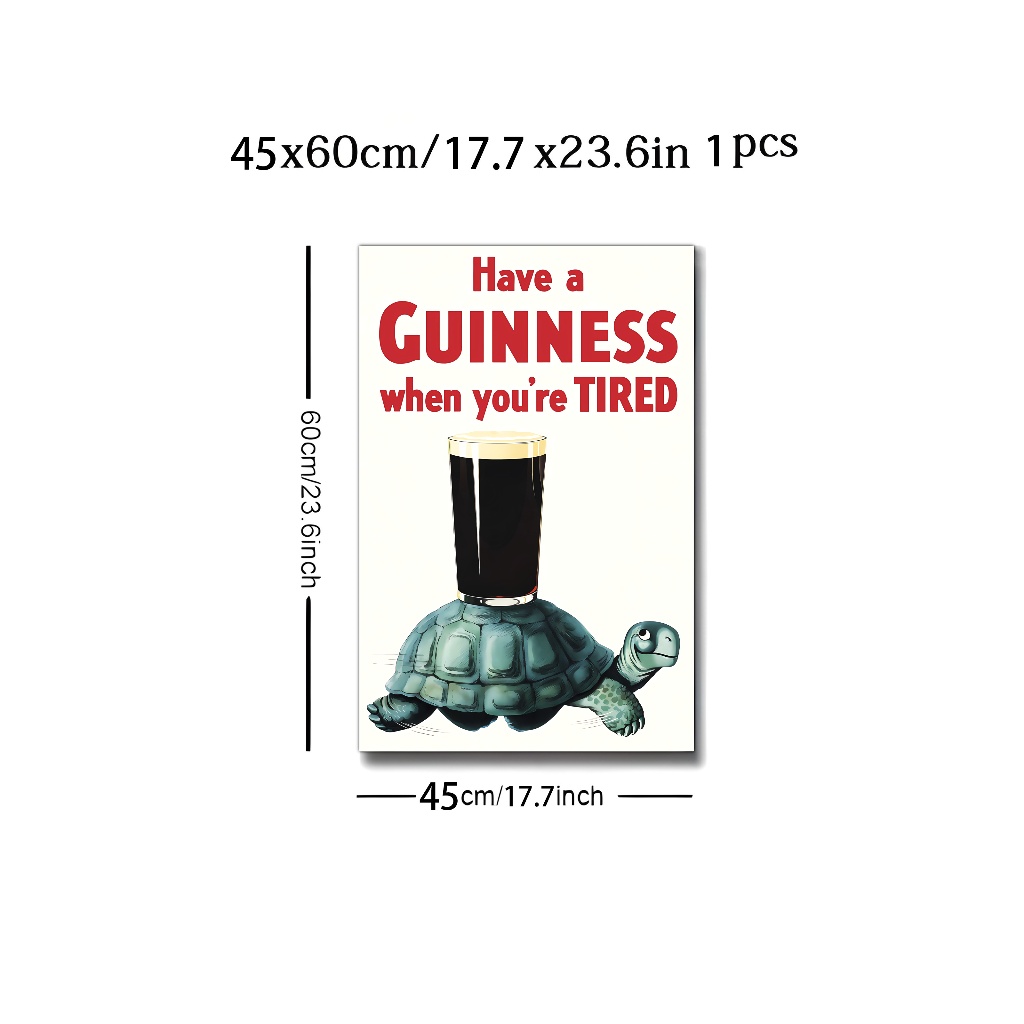 45x60cm/17.7 x23.6in 1pcs
Have a
GUINNESS
when you're TIRED
60cm/23.6inch
45cm/17.7inch